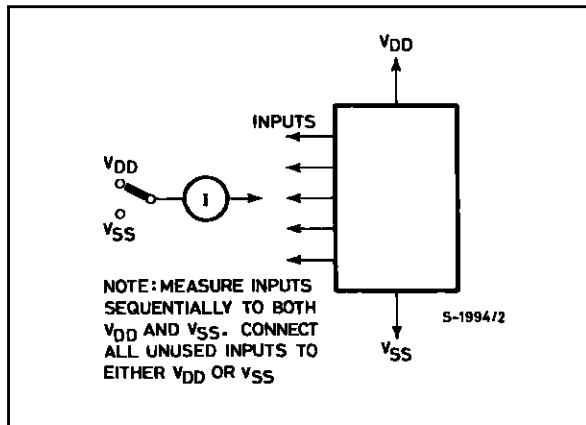 VDD
INPUTS
VDD
I
VSS
NOTE: MEASURE INPUTS
SEQUENTIALLY TO BOTH
VDD AND VSS. CONNECT
ALL UNUSED INPUTS TO
EITHER VDD OR VSS
S-1994/2
VSS